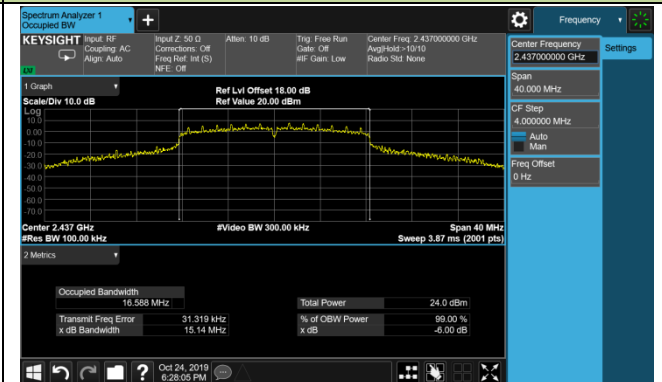 Spectrum Analyzer 1
Occupied BW
+
Frequency
KEYSIGHT
Input: RF
Coupling: AC
Align: Auto
Input Z: 50 Ω
Corrections: Off
Freq Ref: Int (S)
NFE: Off
Atten: 10 dB
Trig: Free Run
Gate: Off
#IF Gain: Low
Center Freq: 2.437000000 GHz
Avg|Hold:>10/10
Radio Std: None
Center Frequency
2.437000000 GHz
Settings
Span
40.000 MHz
CF Step
4.000000 MHz
Auto
Man
Freq Offset
0 Hz
1 Graph
Scale/Div 10.0 dB
Ref Lvl Offset 18.00 dB
Ref Value 20.00 dBm
Log
10.0
0.00
-10.0
-20.0
-30.0
-40.0
-50.0
-60.0
-70.0
Center 2.437 GHz
#Res BW 100.00 kHz
#Video BW 300.00 kHz
Span 40 MHz
Sweep 3.87 ms (2001 pts)
2 Metrics
Occupied Bandwidth
16.588 MHz
Transmit Freq Error 31.319 kHz
x dB Bandwidth 15.14 MHz
Total Power 24.0 dBm
% of OBW Power 99.00 %
x dB -6.00 dB
?
Oct 24, 2019
6:28:05 PM